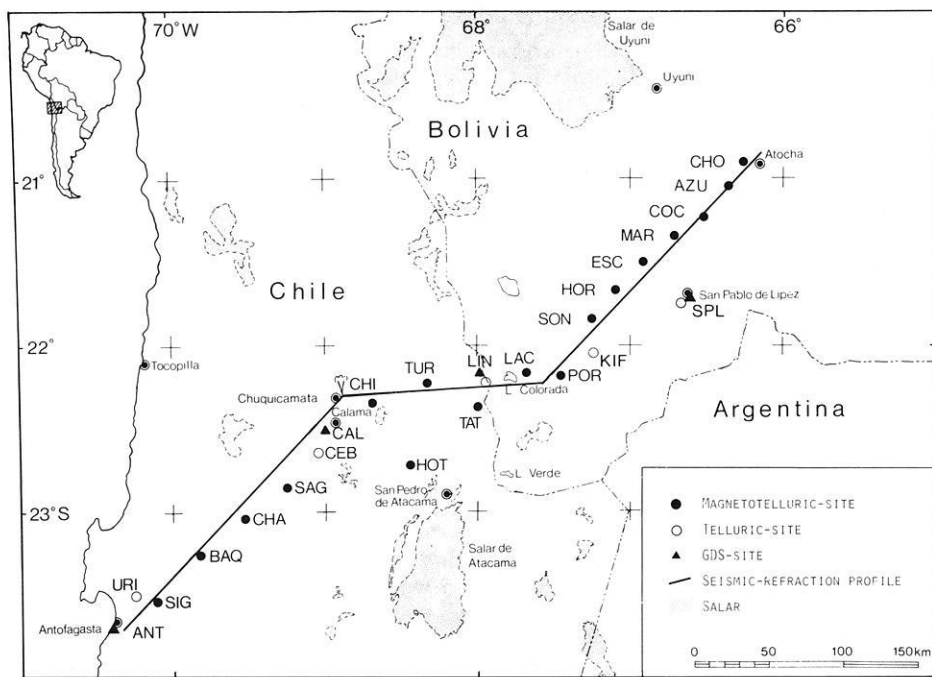 70°W
68
66
Salar de
Uyuni
Uyuni
Bolivia
CHO
Atocha
21°
AZU
COC
MAR
ESC
Chile
HOR
San Pablo de Lipez
SPL
SON
22°
Tocopilla
LIN
LAC
KIF
TUR
POR
CHI
L Colorada
Chuquicamata
Calama
TAT
Argentina
CAL
CEB
HOT
L Verde
SAG
San Pedro
de Atacama
23°S
CHA
Salar de
Atacama
BAQ
URI
SIG
Antofagasta
ANT
MAGNETOTELLURIC-SITE
TELLURIC-SITE
GDS-SITE
SEISMIC-REFRACTION PROFILE
SALAR
0 50 100 150 km